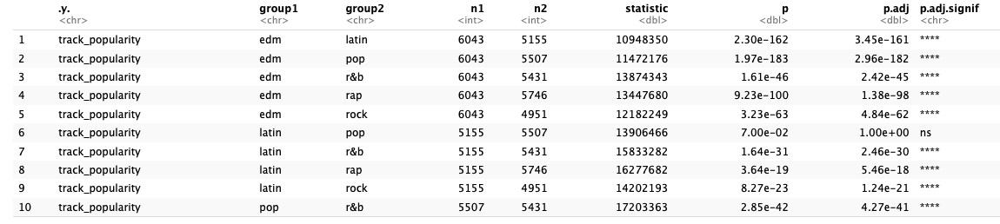 .y. group1 group2 n1 n2 statistic p p.adj p.adj.signif
<chr> <chr> <chr> <int> <int> <dbl> <dbl> <dbl> <chr>
1 track_popularity edm latin 6043 5155 10948350 2.30e-162 3.45e-161 ****
2 track_popularity edm pop 6043 5507 11472176 1.97e-183 2.96e-182 ****
3 track_popularity edm r&b 6043 5431 13874343 1.61e-46 2.42e-45 ****
4 track_popularity edm rap 6043 5746 13447680 9.23e-100 1.38e-98 ****
5 track_popularity edm rock 6043 4951 12182249 3.23e-63 4.84e-62 ****
6 track_popularity latin pop 5155 5507 13906466 7.00e-02 1.00e+00 ns
7 track_popularity latin r&b 5155 5431 15833282 1.64e-31 2.46e-30 ****
8 track_popularity latin rap 5155 5746 16277682 3.64e-19 5.46e-18 ****
9 track_popularity latin rock 5155 4951 14202193 8.27e-23 1.24e-21 ****
10 track_popularity pop r&b 5507 5431 17203363 2.85e-42 4.27e-41 ****